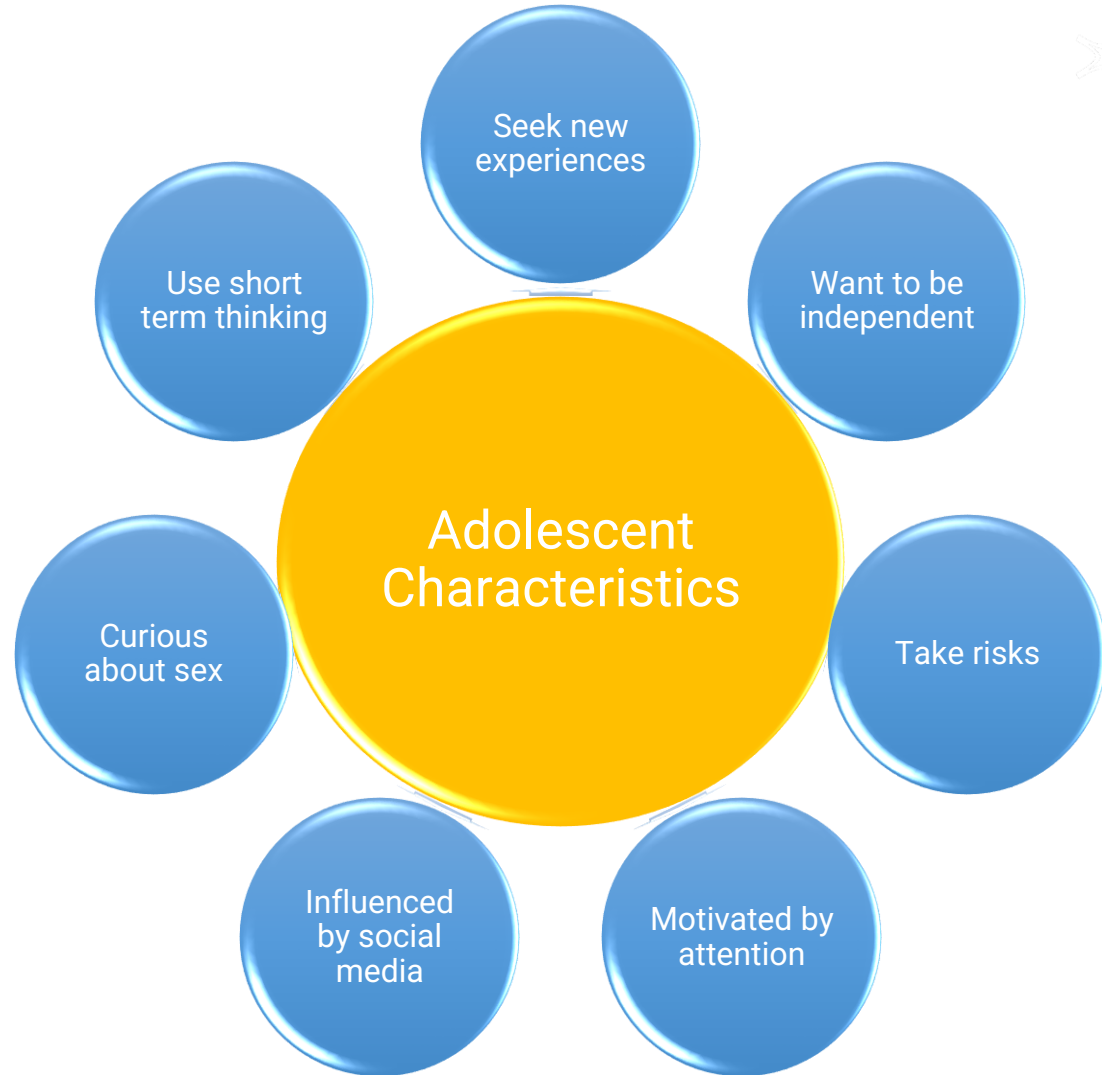 Seek new
experiences
Want to be
independent
Take risks
Motivated by
attention
Influenced
by social
media
Curious
about sex
Use short
term thinking
Adolescent
Characteristics